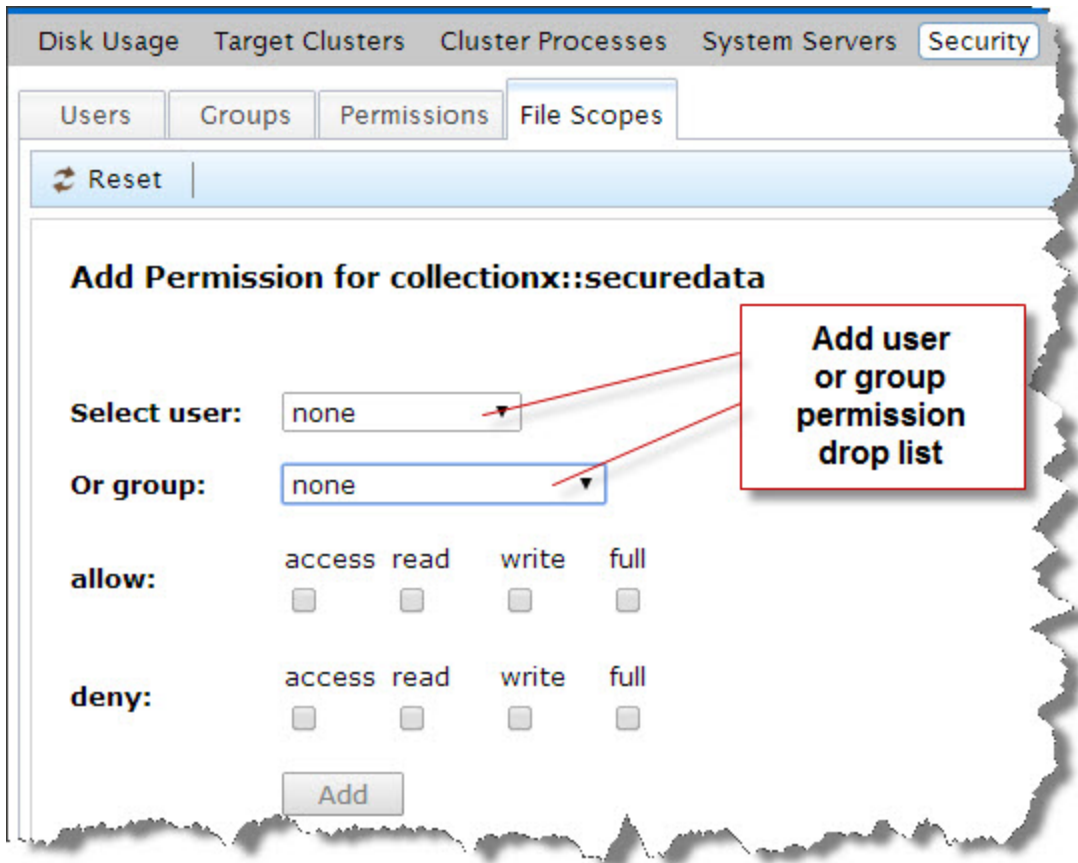 Disk Usage Target Clusters Cluster Processes System Servers Security
Users Groups Permissions File Scopes
Reset
Add Permission for collectionx::securedata
Add user
or group
permission
drop list
Select user: none
Or group: none
access read write full
allow:
access read write full
deny:
Add